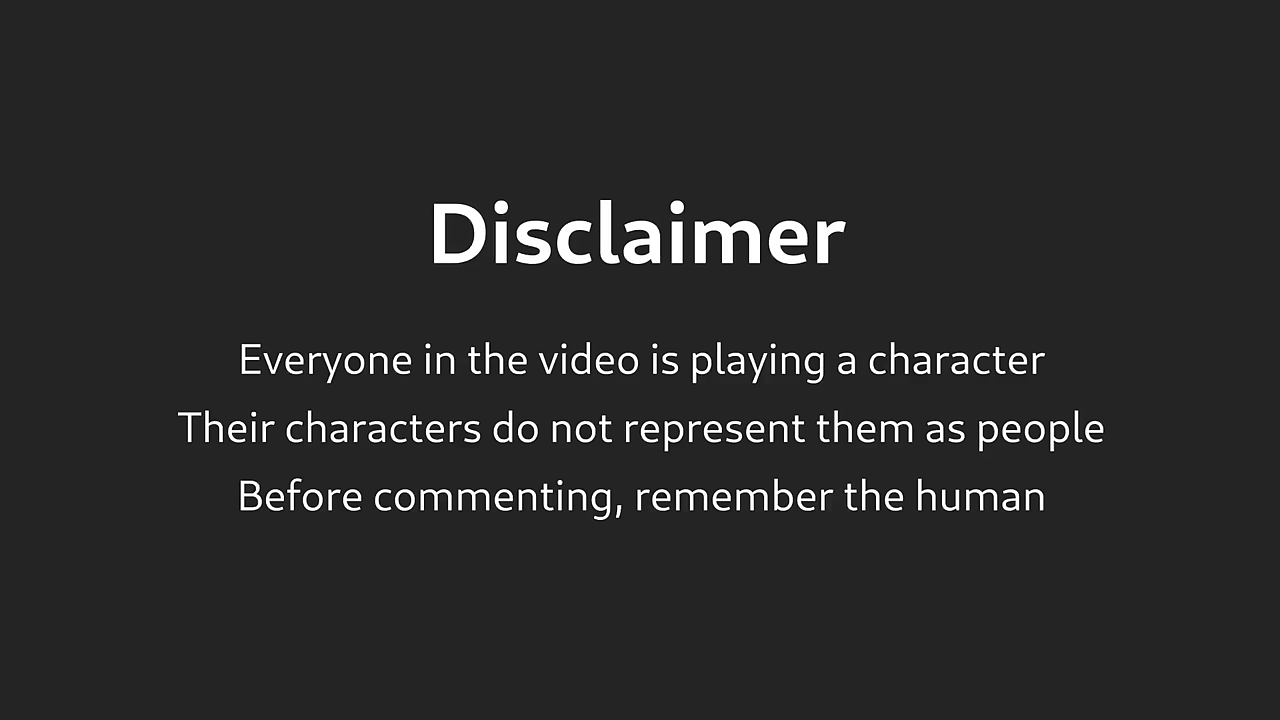 Disclaimer
Everyone in the video is playing a character
Their characters do not represent them as people
Before commenting, remember the human